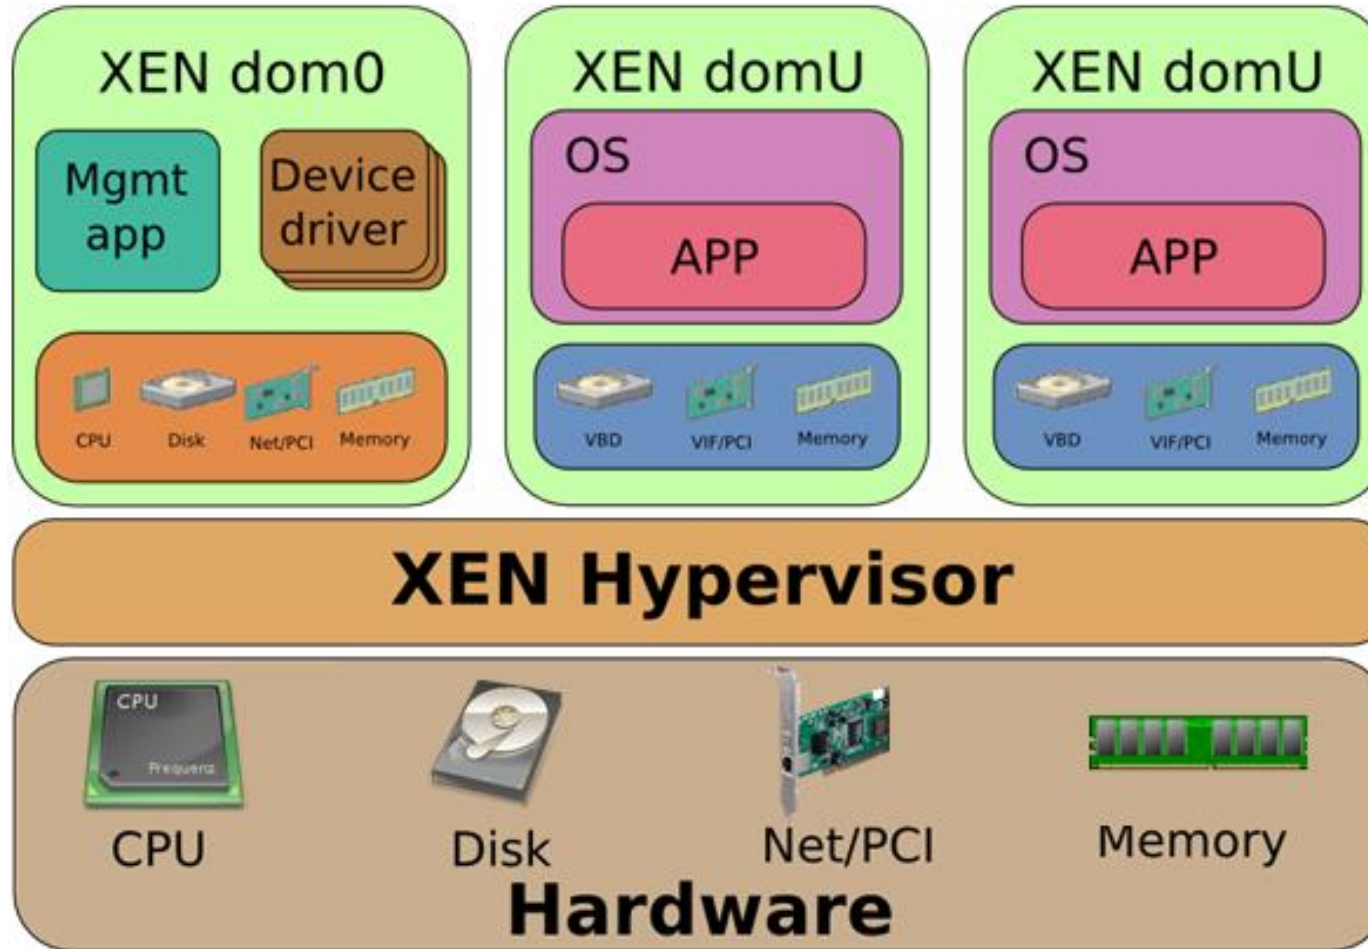 XEN dom0
Mgmt
app
Device
driver
CPU
Disk
Net/PCI
Memory
XEN domU
OS
APP
VBD
VIF/PCI
Memory
XEN domU
OS
APP
VBD
VIF/PCI
Memory
XEN Hypervisor
CPU
Frequenz
CPU
Disk
Net/PCI
Memory
Hardware